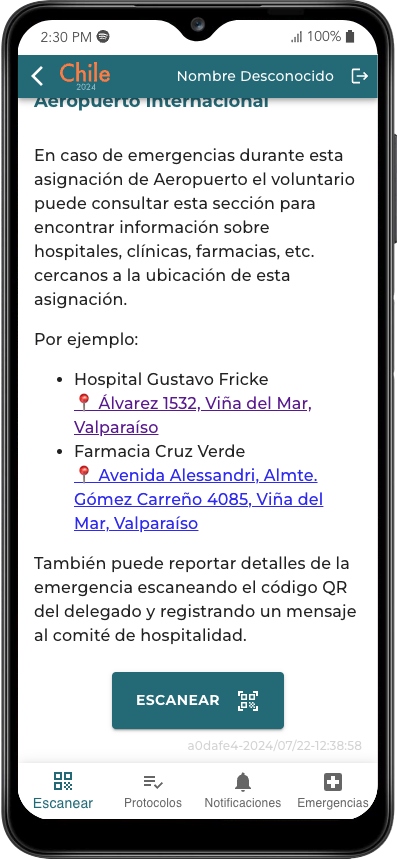 2:30 PM 100%
Chile
2024
Nombre Desconocido
Aeropuerto Internacional
En caso de emergencias durante esta
asignación de Aeropuerto el voluntario
puede consultar esta sección para
encontrar información sobre
hospitales, clínicas, farmacias, etc.
cercanos a la ubicación de esta
asignación.
Por ejemplo:
• Hospital Gustavo Fricke
📍 Álvarez 1532, Viña del Mar,
Valparaíso
• Farmacia Cruz Verde
📍 Avenida Alessandri, Almte.
Gómez Carreño 4085, Viña del
Mar, Valparaíso
También puede reportar detalles de la
emergencia escaneando el código QR
del delegado y registrando un mensaje
al comité de hospitalidad.
ESCANEAR
a0dafe4-2024/07/22-12:38:58
Escanear Protocolos Notificaciones Emergencias